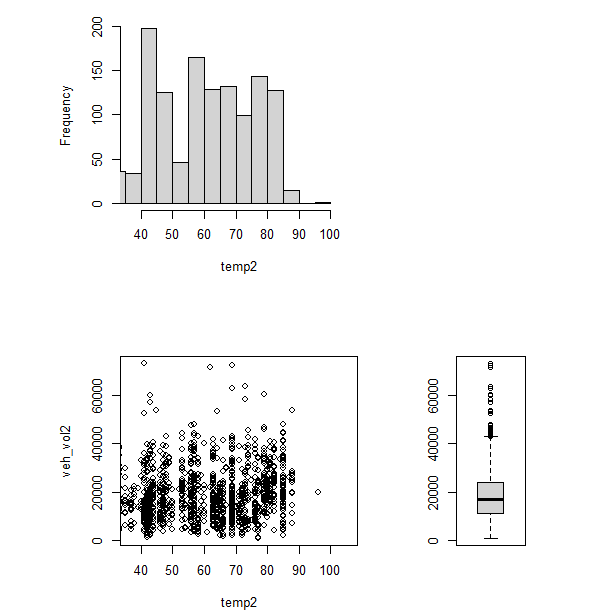 200
150
100
50
0
Frequency
40 50 60 70 80 90 100
temp2
60000 60000
40000 40000
20000 20000
0 0
veh_vol2
40 50 60 70 80 90 100
temp2